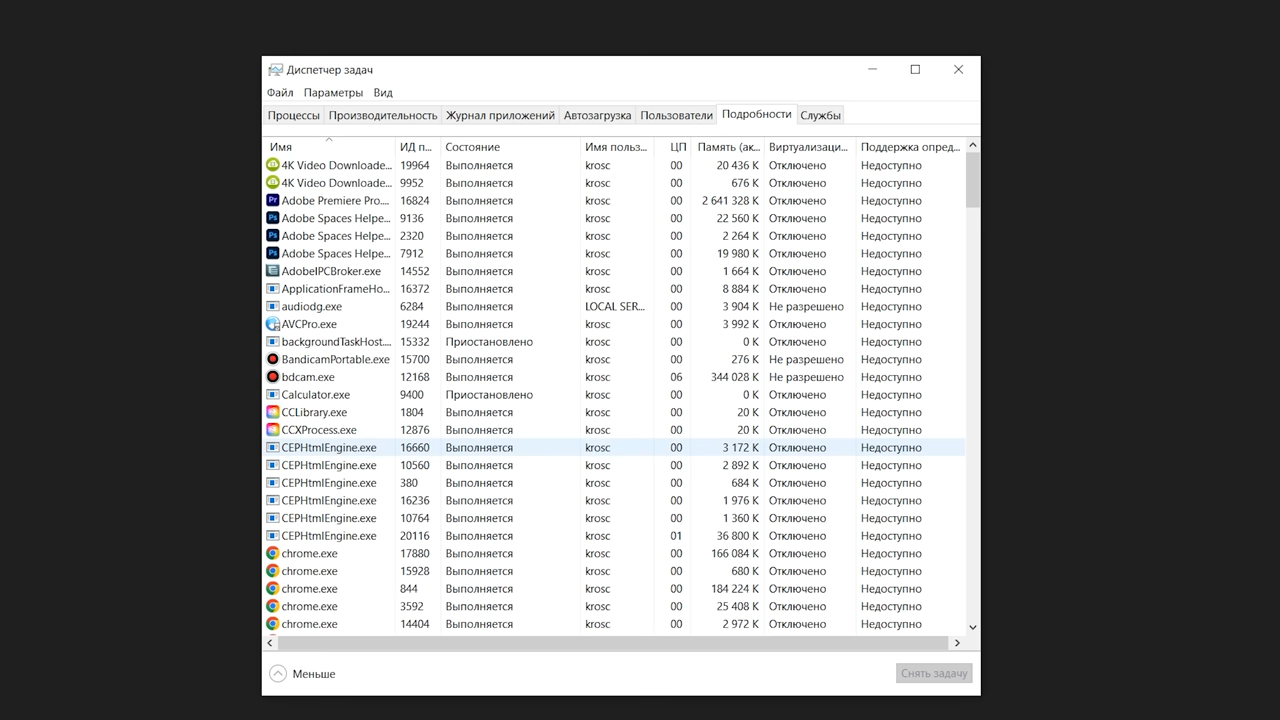 Диспетчер задач
Файл Параметры Вид
Процессы Производительность Журнал приложений Автозагрузка Пользователи Подробности Службы
Имя ИД п... Состояние Имя польз... ЦП Память (ак... Виртуализаци... Поддержка опред...
4K Video Downloade... 19964 Выполняется krosc 00 20 436 K Отключено Недоступно
4K Video Downloade... 9952 Выполняется krosc 00 676 K Отключено Недоступно
Pr Adobe Premiere Pro.... 16824 Выполняется krosc 00 2 641 328 K Отключено Недоступно
Ps Adobe Spaces Helpe... 9136 Выполняется krosc 00 22 560 K Отключено Недоступно
Ps Adobe Spaces Helpe... 2320 Выполняется krosc 00 2 264 K Отключено Недоступно
Ps Adobe Spaces Helpe... 7912 Выполняется krosc 00 19 980 K Отключено Недоступно
AdobeIPCBroker.exe 14552 Выполняется krosc 00 1 664 K Отключено Недоступно
ApplicationFrameHo... 16372 Выполняется krosc 00 8 884 K Отключено Недоступно
audiodg.exe 6284 Выполняется LOCAL SER... 00 3 904 K Не разрешено Недоступно
AVCPro.exe 19244 Выполняется krosc 00 3 992 K Отключено Недоступно
backgroundTaskHost.... 15332 Приостановлено krosc 00 0 K Отключено Недоступно
BandicamPortable.exe 15700 Выполняется krosc 00 276 K Не разрешено Недоступно
bdcam.exe 12168 Выполняется krosc 06 344 028 K Не разрешено Недоступно
Calculator.exe 9400 Приостановлено krosc 00 0 K Отключено Недоступно
CCLibrary.exe 1804 Выполняется krosc 00 20 K Отключено Недоступно
CCXProcess.exe 12876 Выполняется krosc 00 20 K Отключено Недоступно
CEPHtmlEngine.exe 16660 Выполняется krosc 00 3 172 K Отключено Недоступно
CEPHtmlEngine.exe 10560 Выполняется krosc 00 2 892 K Отключено Недоступно
CEPHtmlEngine.exe 380 Выполняется krosc 00 684 K Отключено Недоступно
CEPHtmlEngine.exe 16236 Выполняется krosc 00 1 976 K Отключено Недоступно
CEPHtmlEngine.exe 10764 Выполняется krosc 00 1 360 K Отключено Недоступно
CEPHtmlEngine.exe 20116 Выполняется krosc 01 36 800 K Отключено Недоступно
chrome.exe 17880 Выполняется krosc 00 166 084 K Отключено Недоступно
chrome.exe 15928 Выполняется krosc 00 680 K Отключено Недоступно
chrome.exe 844 Выполняется krosc 00 184 224 K Отключено Недоступно
chrome.exe 3592 Выполняется krosc 00 25 408 K Отключено Недоступно
chrome.exe 14404 Выполняется krosc 00 2 972 K Отключено Недоступно
Меньше Снять задачу